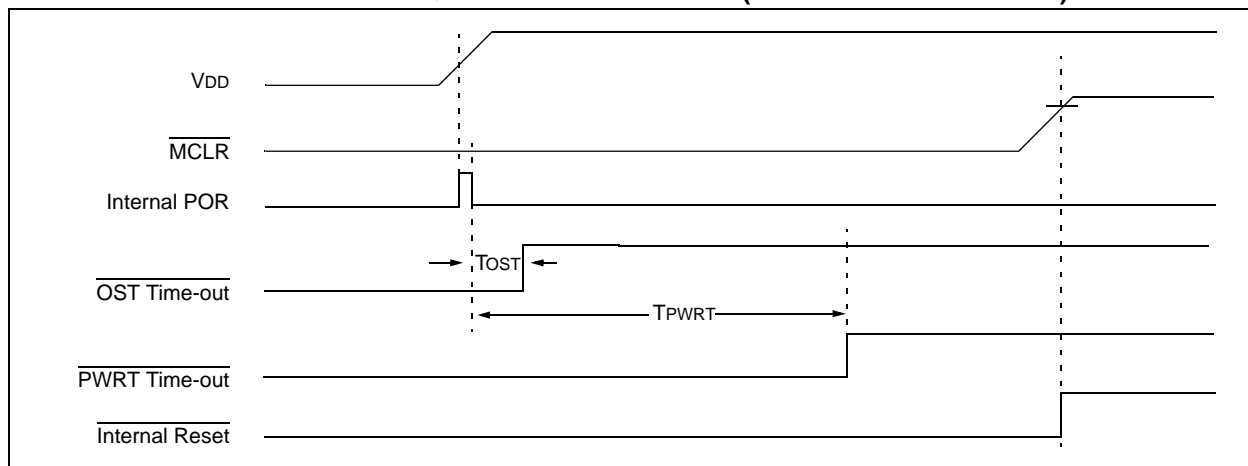 VDD
MCLR
Internal POR
TOST
OST Time-out
TPWRT
PWRT Time-out
Internal Reset